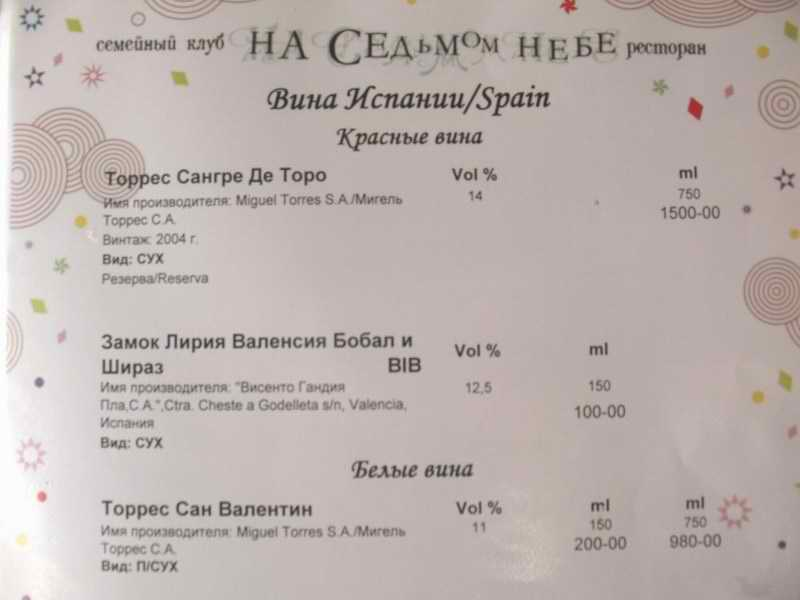 семейный клуб НА СЕДЬМОМ НЕБЕ ресторан
Вина Испании/Spain
Красные вина
Торрес Сангре Де Торо Vol % ml
Имя производителя: Miguel Torres S.A./Мигель 14 750
Торрес С.А. 1500-00
Винтаж: 2004 г.
Вид: СУХ
Резерва/Reserva
Замок Лирия Валенсия Бобал и Vol % ml
Шираз BIB
Имя производителя: "Висенто Гандия 12,5 150
Пла,С.А.",Ctra. Cheste a Godelleta s/n, Valencia, 100-00
Испания
Вид: СУХ
Белые вина
Торрес Сан Валентин Vol % ml ml
Имя производителя: Miguel Torres S.A./Мигель 11 150 750
Торрес С.А. 200-00 980-00
Вид: П/СУХ